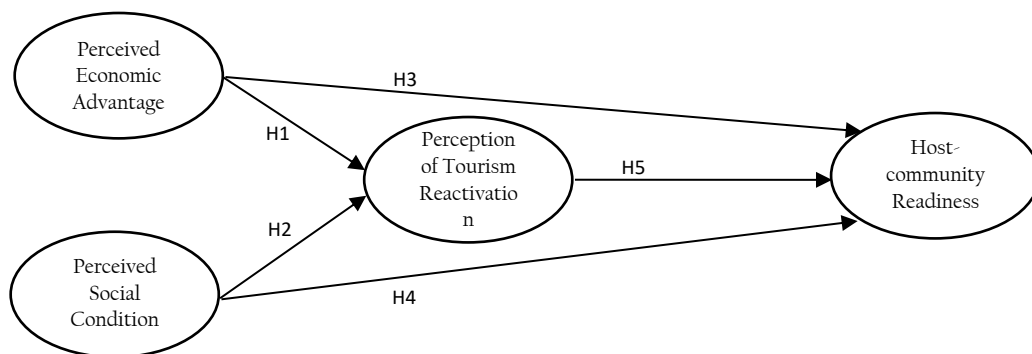 Perceived
Economic
Advantage
H3
H1
Perception
of Tourism
Reactivatio
n
H5
Host-
community
Readiness
H2
Perceived
Social
Condition
H4